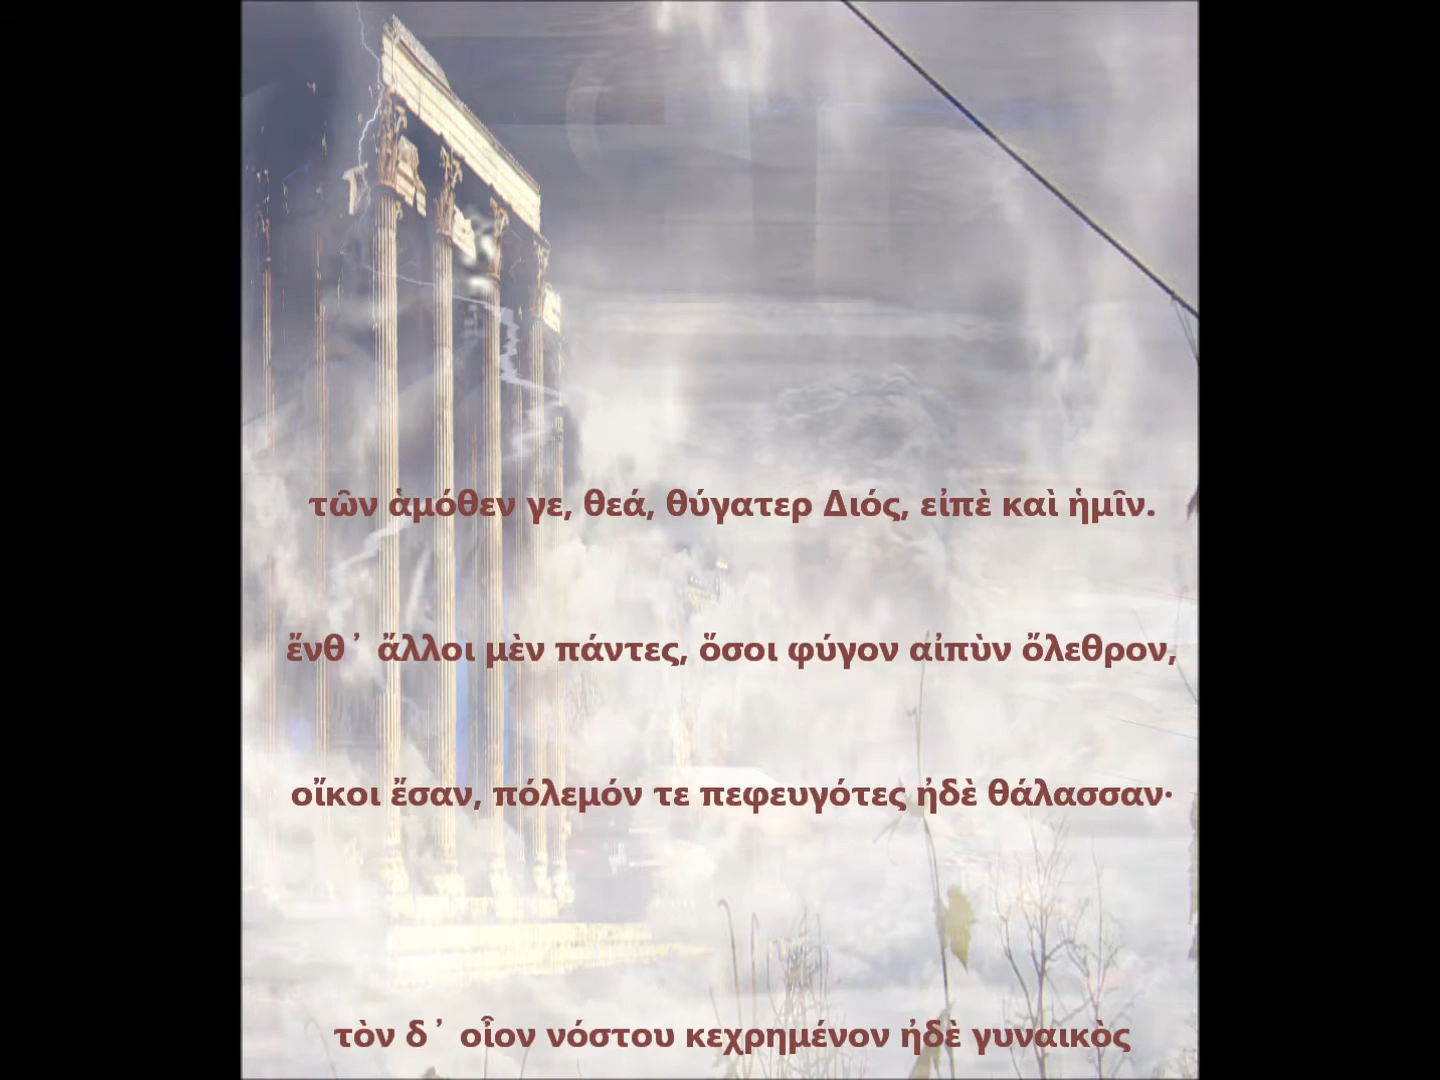 τῶν ἁμόθεν γε, θεά, θύγατερ Διός, εἰπὲ καὶ ἡμῖν.
ἔνθ᾽ ἄλλοι μὲν πάντες, ὅσοι φύγον αἰπὺν ὄλεθρον,
οἴκοι ἔσαν, πόλεμόν τε πεφευγότες ἠδὲ θάλασσαν·
τὸν δ᾽ οἶον νόστου κεχρημένον ἠδὲ γυναικὸς